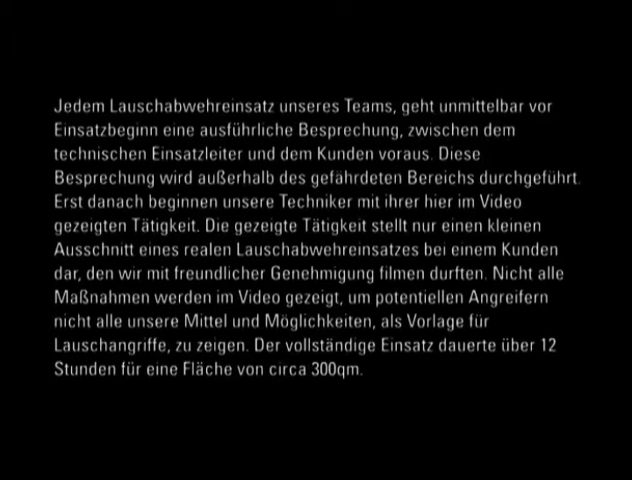 Jedem Lauschabwehreinsatz unseres Teams, geht unmittelbar vor
Einsatzbeginn eine ausführliche Besprechung, zwischen dem
technischen Einsatzleiter und dem Kunden voraus. Diese
Besprechung wird außerhalb des gefährdeten Bereichs durchgeführt.
Erst danach beginnen unsere Techniker mit ihrer hier im Video
gezeigten Tätigkeit. Die gezeigte Tätigkeit stellt nur einen kleinen
Ausschnitt eines realen Lauschabwehreinsatzes bei einem Kunden
dar, den wir mit freundlicher Genehmigung filmen durften. Nicht alle
Maßnahmen werden im Video gezeigt, um potentiellen Angreifern
nicht alle unsere Mittel und Möglichkeiten, als Vorlage für
Lauschangriffe, zu zeigen. Der vollständige Einsatz dauerte über 12
Stunden für eine Fläche von circa 300qm.